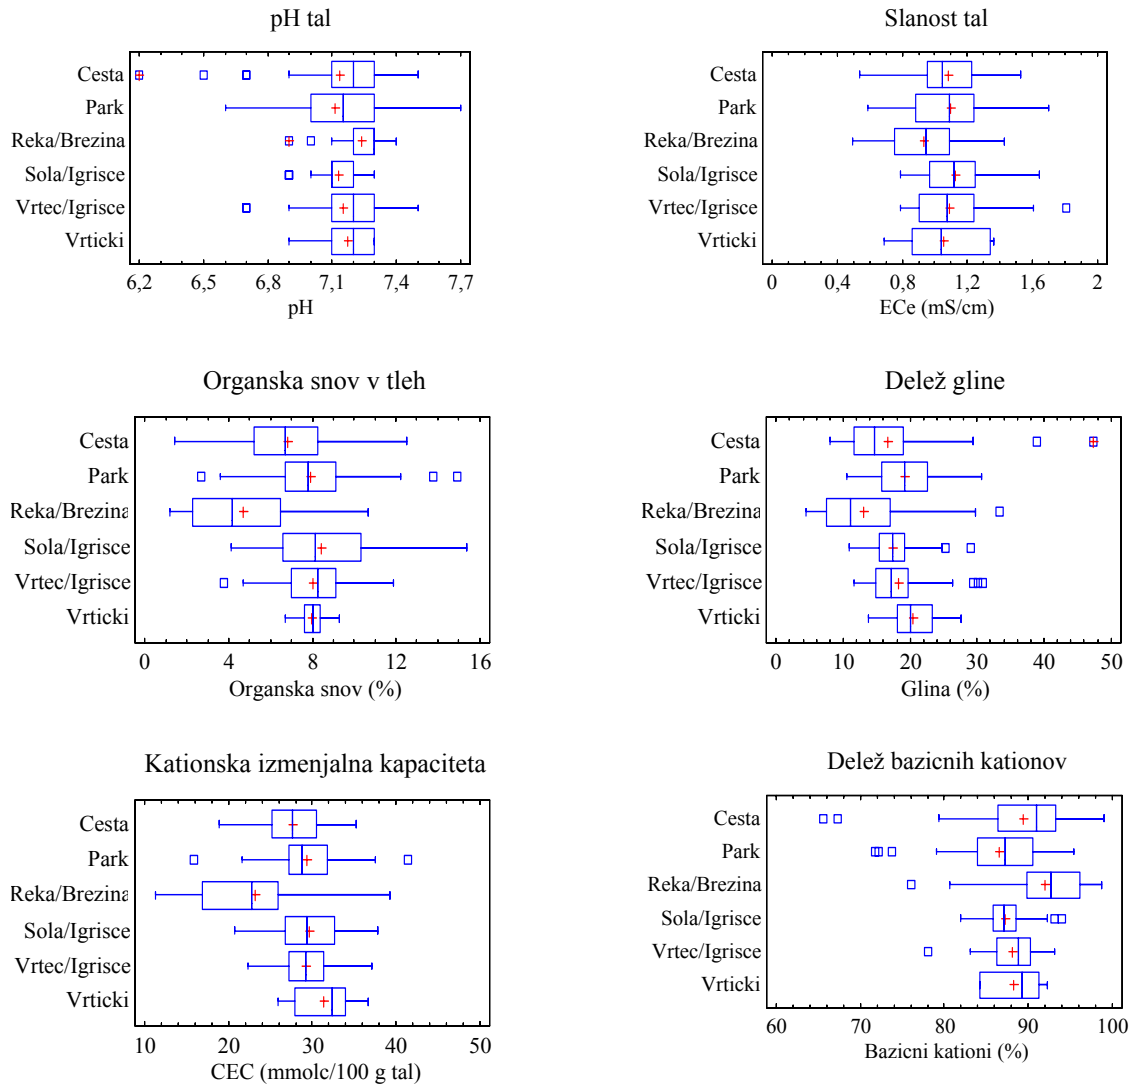 pH tal
Cesta
Park
Reka/Brezina
Sola/Igrisce
Vrtec/Igrisce
Vrticki
6,2 6,5 6,8 7,1 7,4 7,7
pH
Slanost tal
Cesta
Park
Reka/Brezina
Sola/Igrisce
Vrtec/Igrisce
Vrticki
0 0,4 0,8 1,2 1,6 2
ECe (mS/cm)
Organska snov v tleh
Cesta
Park
Reka/Brezina
Sola/Igrisce
Vrtec/Igrisce
Vrticki
0 4 8 12 16
Organska snov (%)
Delež gline
Cesta
Park
Reka/Brezina
Sola/Igrisce
Vrtec/Igrisce
Vrticki
0 10 20 30 40 50
Glina (%)
Kationska izmenjalna kapaciteta
Cesta
Park
Reka/Brezina
Sola/Igrisce
Vrtec/Igrisce
Vrticki
10 20 30 40 50
CEC (mmolc/100 g tal)
Delež bazicnih kationov
Cesta
Park
Reka/Brezina
Sola/Igrisce
Vrtec/Igrisce
Vrticki
60 70 80 90 100
Bazicni kationi (%)